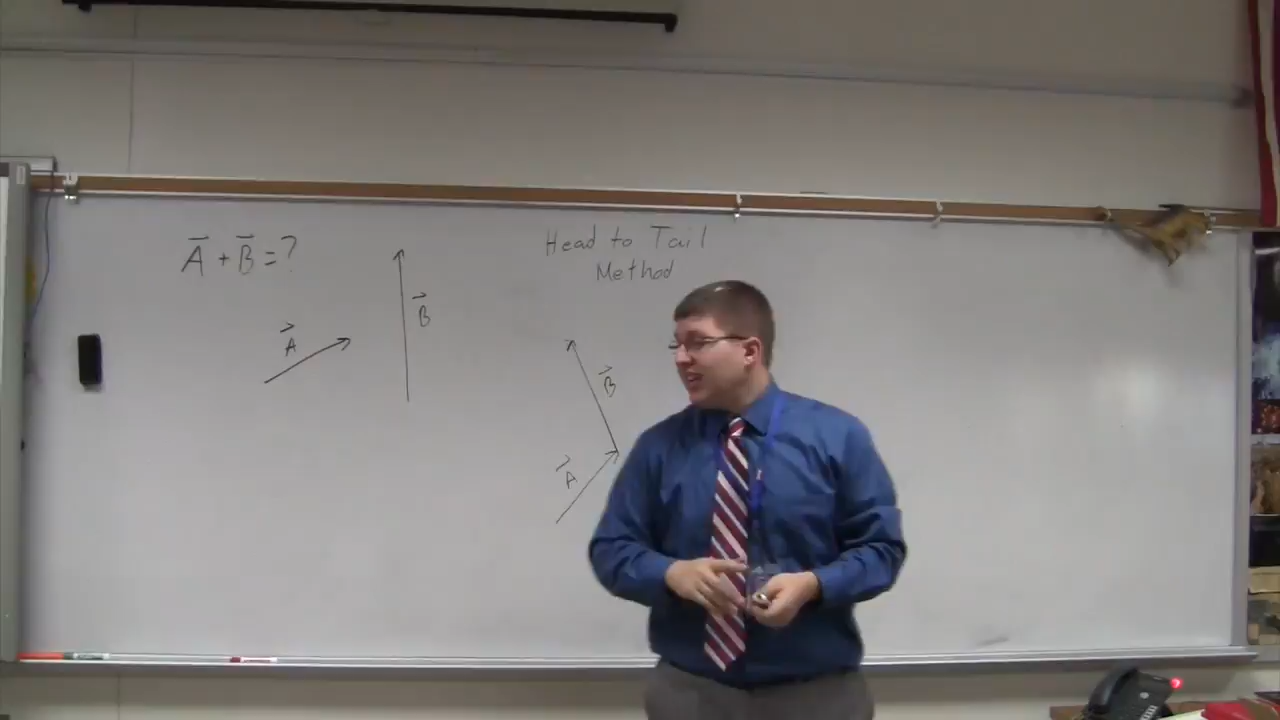 A⃗ + B⃗ = ?
A⃗
B⃗
Head to Tail
Method
B⃗
A⃗